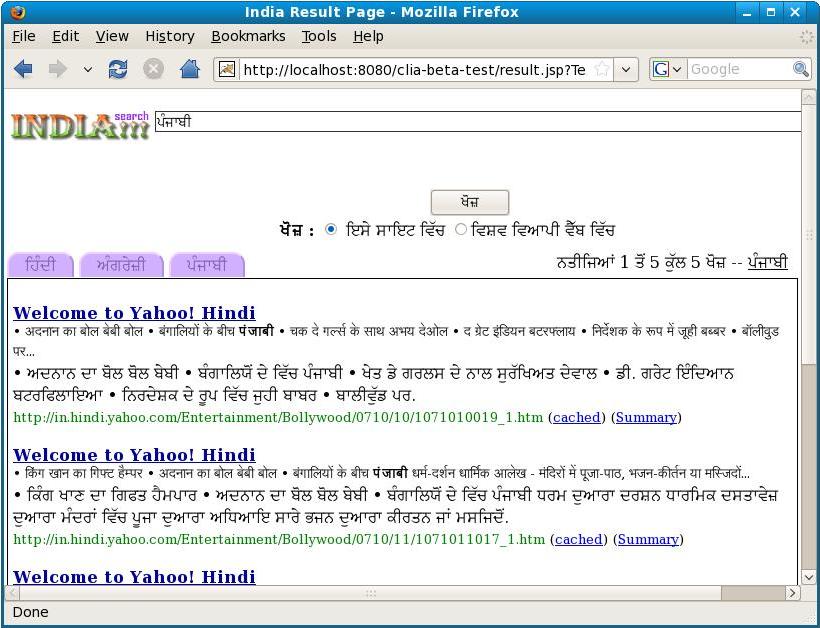 India Result Page - Mozilla Firefox
File Edit View History Bookmarks Tools Help
http://localhost:8080/clia-beta-test/result.jsp?Te
G Google
INDIA!!! search
ਪੰਜਾਬੀ
ਖੋਜ਼
ਖੋਜ਼ : ਇਸੇ ਸਾਇਟ ਵਿੱਚ ਵਿਸ਼ਵ ਵਿਆਪੀ ਵੈੱਬ ਵਿੱਚ
ਹਿੰਦੀ ਅੰਗਰੇਜ਼ੀ ਪੰਜਾਬੀ ਨਤੀਜਿਆਂ 1 ਤੋਂ 5 ਕੁੱਲ 5 ਖੋਜ਼ -- ਪੰਜਾਬੀ
Welcome to Yahoo! Hindi
• अदनान का बोल बेबी बोल • बंगालियों के बीच पंजाबी • चक दे गर्ल्स के साथ अभय देओल • द ग्रेट इंडियन बटरफ्लाय • निर्देशक के रूप में जूही बब्बर • बॉलीवुड
पर...
• ਅਦਨਾਨ ਦਾ ਬੋਲ ਬੋਲ ਬੇਬੀ • ਬੰਗਾਲਿਯੋਂ ਦੇ ਵਿੱਚ ਪੰਜਾਬੀ • ਖੇਤ ਡੇ ਗਰਲਸ ਦੇ ਨਾਲ ਸੁਰੱਖਿਅਤ ਦੇਵਾਲ • ਡੀ. ਗਰੇਟ ਇੰਦਿਆਨ
ਬਟਰਫਿਲਾਇਆ • ਨਿਰਦੇਸ਼ਕ ਦੇ ਰੂਪ ਵਿੱਚ ਜੁਹੀ ਬਾਬਰ • ਬਾਲੀਵੁੱਡ ਪਰ.
http://in.hindi.yahoo.com/Entertainment/Bollywood/0710/10/1071010019_1.htm (cached) (Summary)
Welcome to Yahoo! Hindi
• किंग खान का गिफ्ट हैम्पर • अदनान का बोल बेबी बोल • बंगालियों के बीच पंजाबी धर्म-दर्शन धार्मिक आलेख - मंदिरों में पूजा-पाठ, भजन-कीर्तन या मस्जिदों...
• ਕਿੰਗ ਖਾਣ ਦਾ ਗਿਫਤ ਹੈਮਪਾਰ • ਅਦਨਾਨ ਦਾ ਬੋਲ ਬੋਲ ਬੇਬੀ • ਬੰਗਾਲਿਯੋਂ ਦੇ ਵਿੱਚ ਪੰਜਾਬੀ ਧਰਮ ਦੁਆਰਾ ਦਰਸ਼ਨ ਧਾਰਮਿਕ ਦਸਤਾਵੇਜ਼
ਦੁਆਰਾ ਮੰਦਰਾਂ ਵਿੱਚ ਪੂਜਾ ਦੁਆਰਾ ਅਧਿਆਇ ਸਾਰੇ ਭਜਨ ਦੁਆਰਾ ਕੀਰਤਨ ਜਾਂ ਮਸਜਿਦੋਂ.
http://in.hindi.yahoo.com/Entertainment/Bollywood/0710/11/1071011017_1.htm (cached) (Summary)
Welcome to Yahoo! Hindi
Done